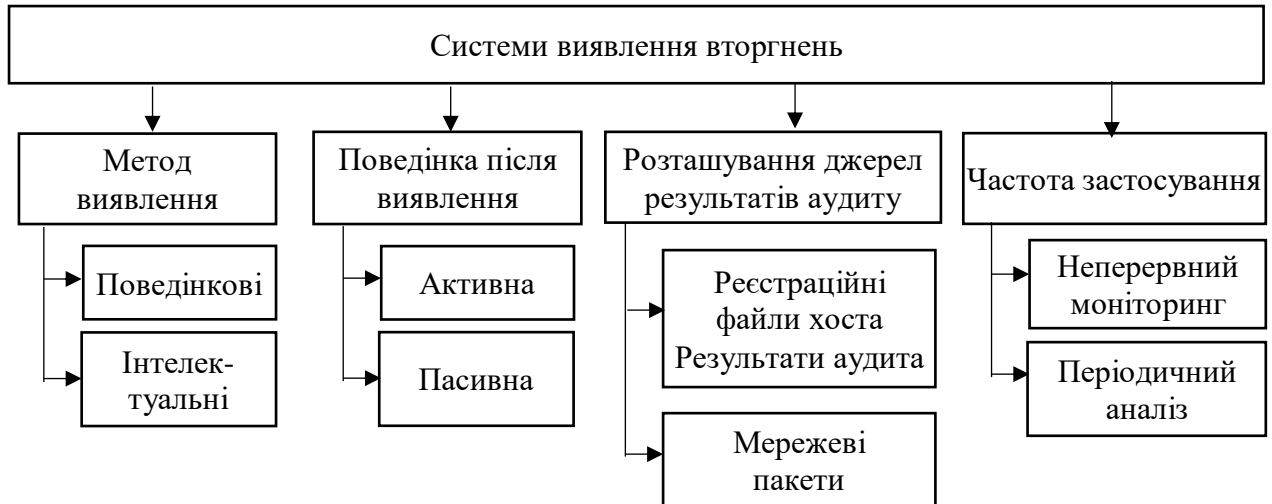 Системи виявлення вторгнень
Метод
виявлення
Поведінкові
Інтелек-
туальні
Поведінка після
виявлення
Активна
Пасивна
Розташування джерел
результатів аудиту
Реєстраційні
файли хоста
Результати аудита
Мережеві
пакети
Частота застосування
Неперервний
моніторинг
Періодичний
аналіз